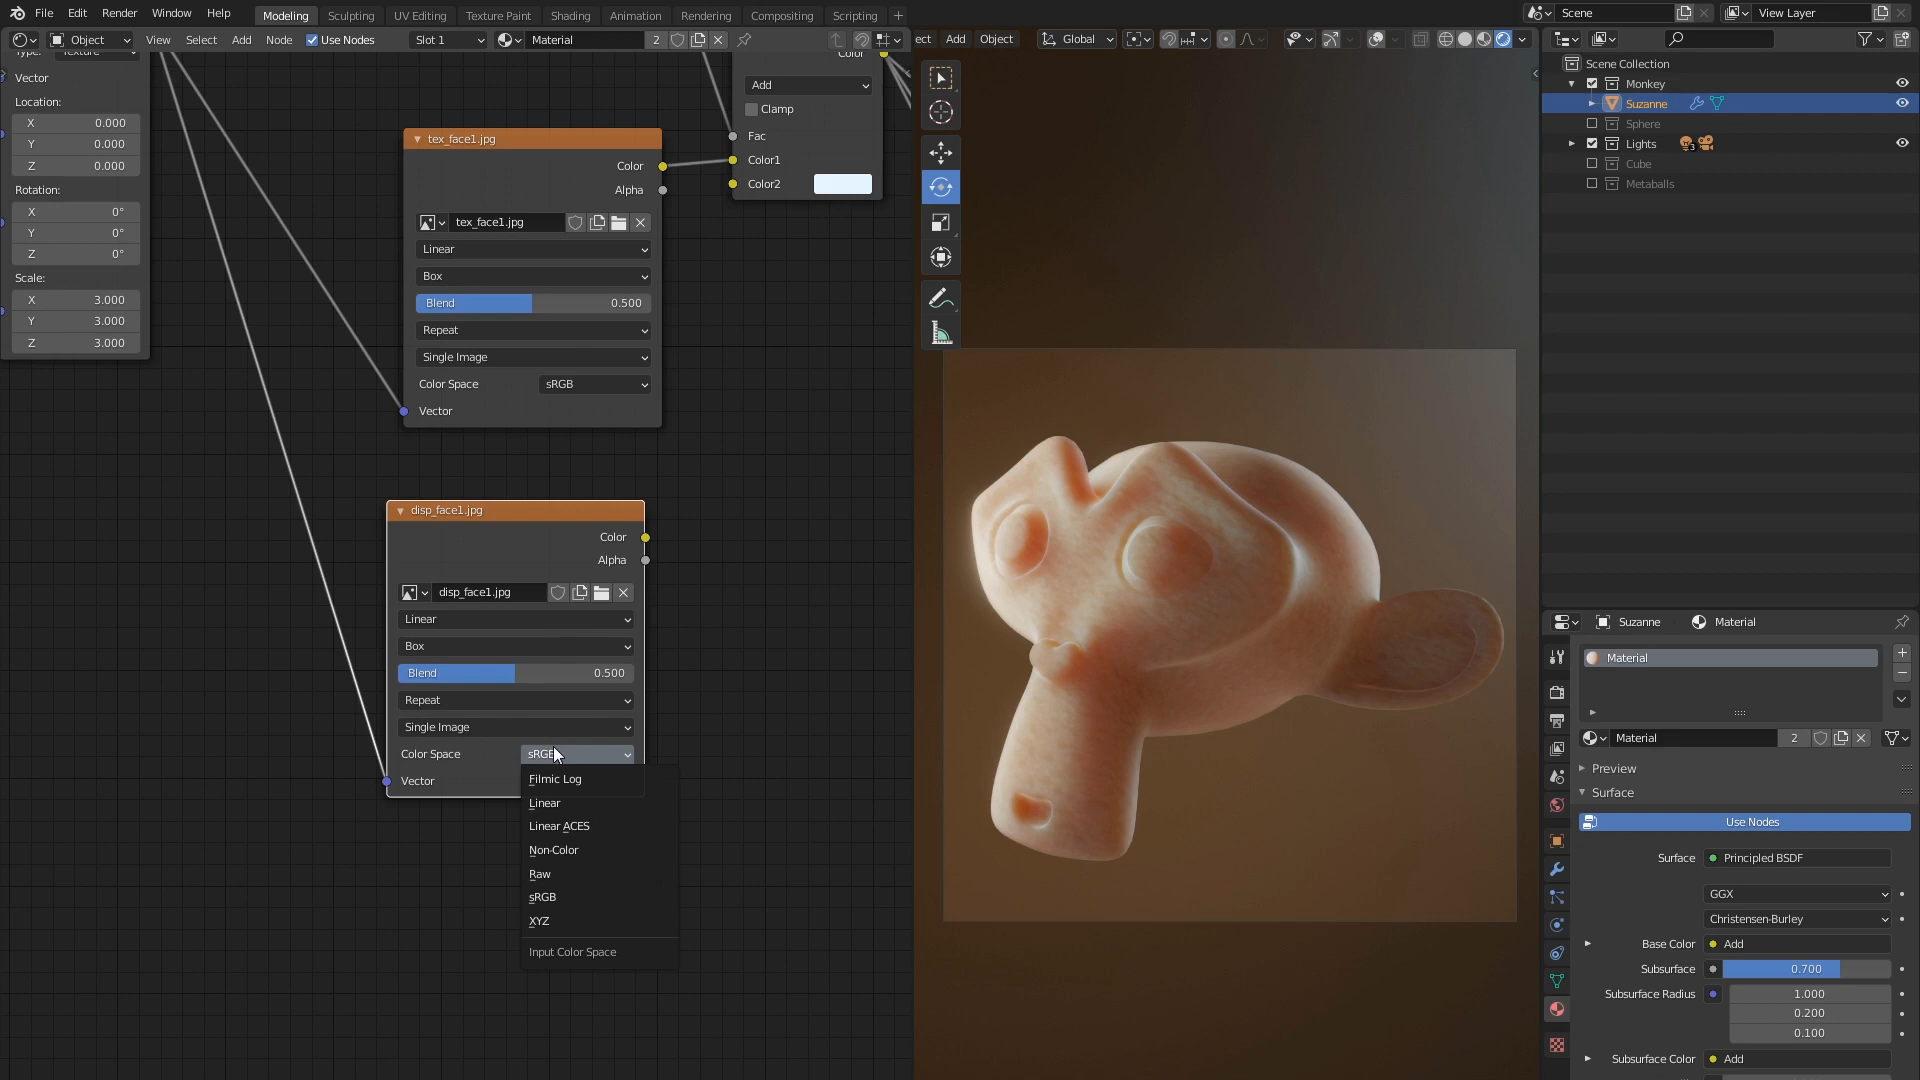 File Edit Render Window Help
Modeling Sculpting UV Editing Texture Paint Shading Animation Rendering Compositing Scripting +
Scene
View Layer
Object View Select Add Node Use Nodes Slot 1 Material 2
ect Add Object Global
Type: Texture
Vector
Location:
X 0.000
Y 0.000
Z 0.000
Rotation:
X 0°
Y 0°
Z 0°
Scale:
X 3.000
Y 3.000
Z 3.000
Color
Add
Clamp
Fac
Color1
Color2
tex_face1.jpg
Color
Alpha
tex_face1.jpg
Linear
Box
Blend 0.500
Repeat
Single Image
Color Space sRGB
Vector
disp_face1.jpg
Color
Alpha
disp_face1.jpg
Linear
Box
Blend 0.500
Repeat
Single Image
Color Space sRGB
Vector
Filmic Log
Linear
Linear ACES
Non-Color
Raw
sRGB
XYZ
Input Color Space
Scene Collection
Monkey
Suzanne
Sphere
Lights 3
Cube
Metaballs
Suzanne Material
Material
Material 2
Preview
Surface
Use Nodes
Surface Principled BSDF
GGX
Christensen-Burley
Base Color Add
Subsurface 0.700
Subsurface Radius 1.000
0.200
0.100
Subsurface Color Add